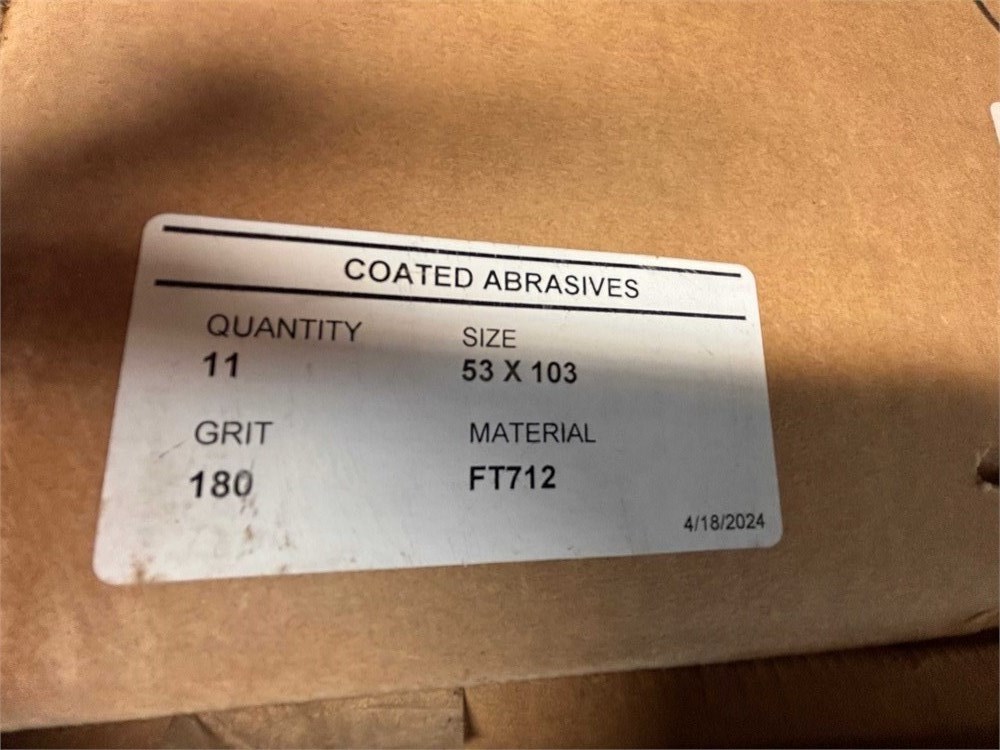 COATED ABRASIVES
QUANTITY SIZE
11 53 X 103
GRIT MATERIAL
180 FT712
4/18/2024